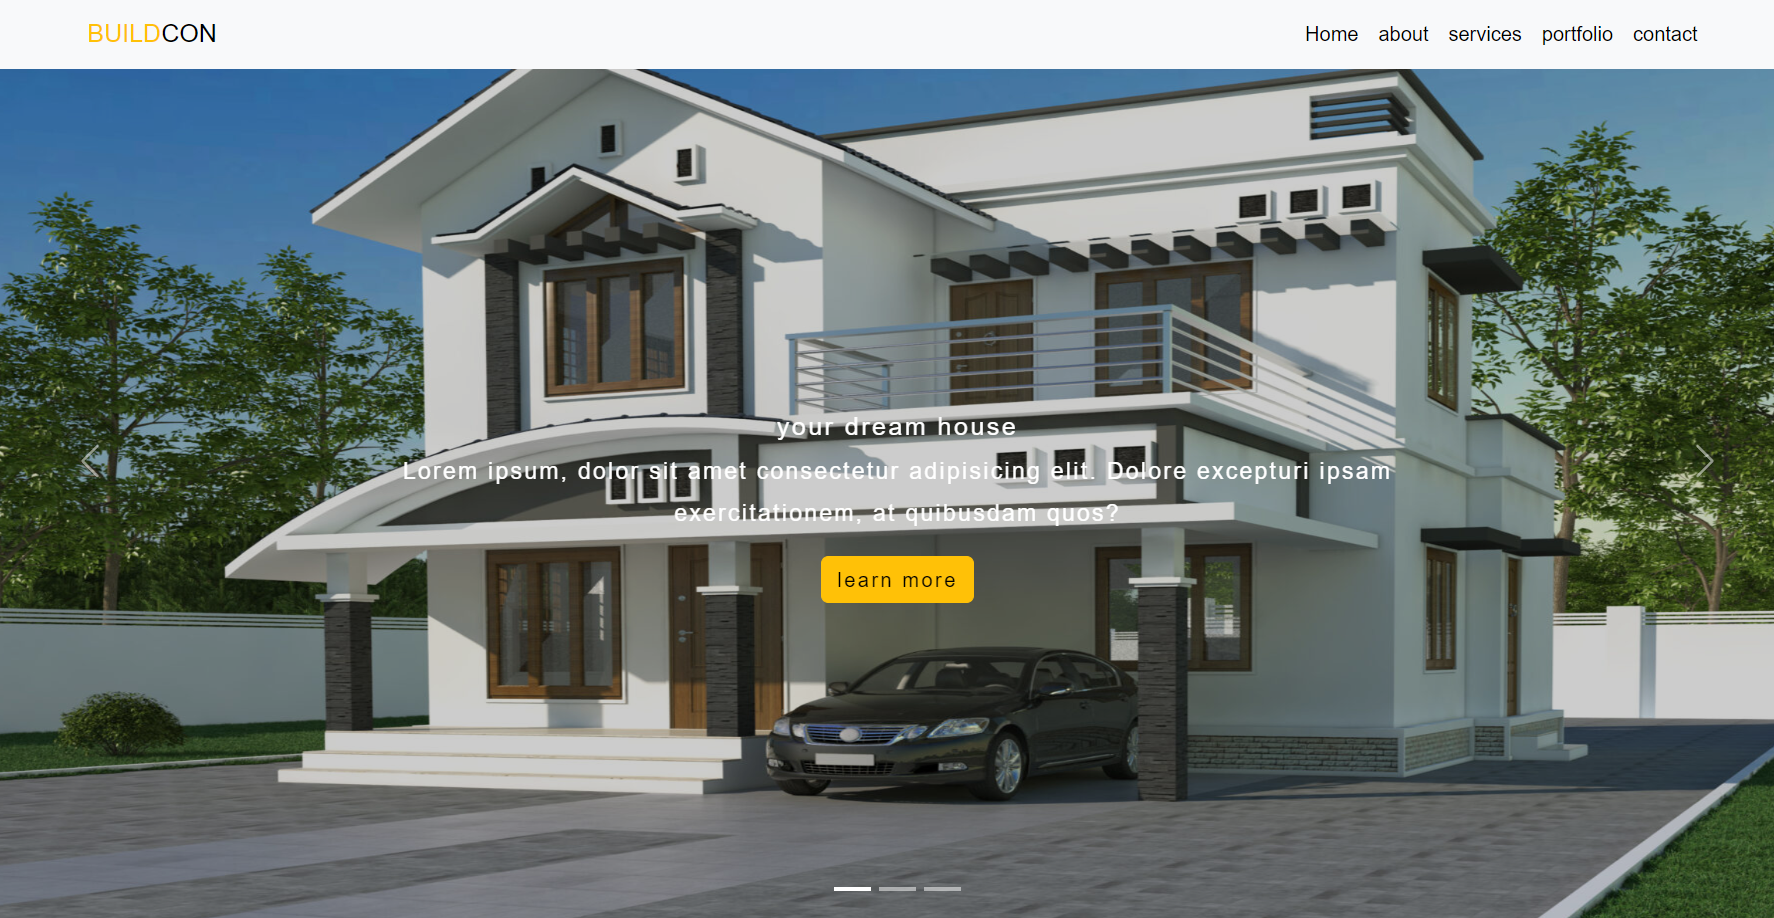 BUILDCON
Home about services portfolio contact
your dream house
Lorem ipsum, dolor sit amet consectetur adipisicing elit. Dolore excepturi ipsam
exercitationem, at quibusdam quos?
learn more